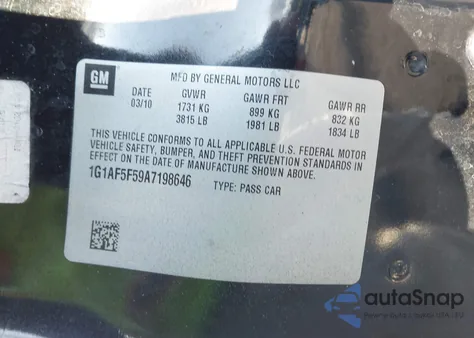 GM
MFD BY GENERAL MOTORS LLC
DATE GVWR GAWR FRT GAWR RR
03/10 1731 KG 899 KG 832 KG
3815 LB 1981 LB 1834 LB
THIS VEHICLE CONFORMS TO ALL APPLICABLE U.S. FEDERAL MOTOR
VEHICLE SAFETY, BUMPER, AND THEFT PREVENTION STANDARDS IN
EFFECT ON THE DATE OF MANUFACTURE SHOWN ABOVE.
1G1AF5F59A7198646 TYPE: PASS CAR
autoSnap